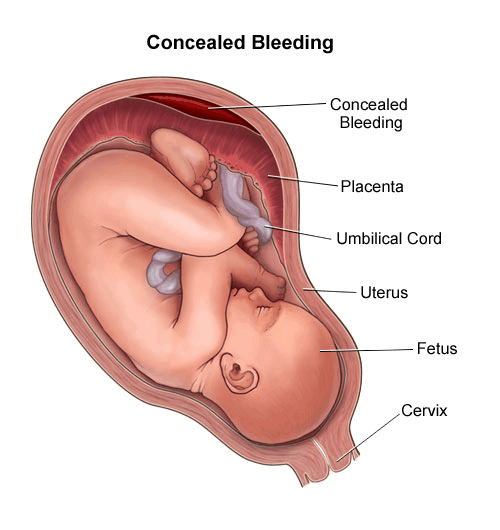 Concealed Bleeding
Concealed
Bleeding
Placenta
Umbilical Cord
Uterus
Fetus
Cervix